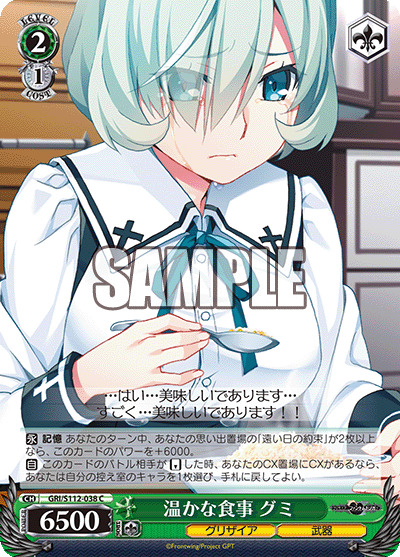 LEVEL
2
1
COST
SAMPLE
…はい…美味しいであります…
すごく…美味しいであります！！
永 記憶 あなたのターン中、あなたの思い出置場の「遠い日の約束」が2枚以上
なら、このカードのパワーを＋6000。
自 このカードのバトル相手が【】した時、あなたのCX置場にCXがあるなら、
あなたは自分の控え室のキャラを1枚選び、手札に戻してよい。
CH GRI/S112-038 C
温かな食事 グミ
6500
グリザイア
武器
©Frontwing/Project GPT